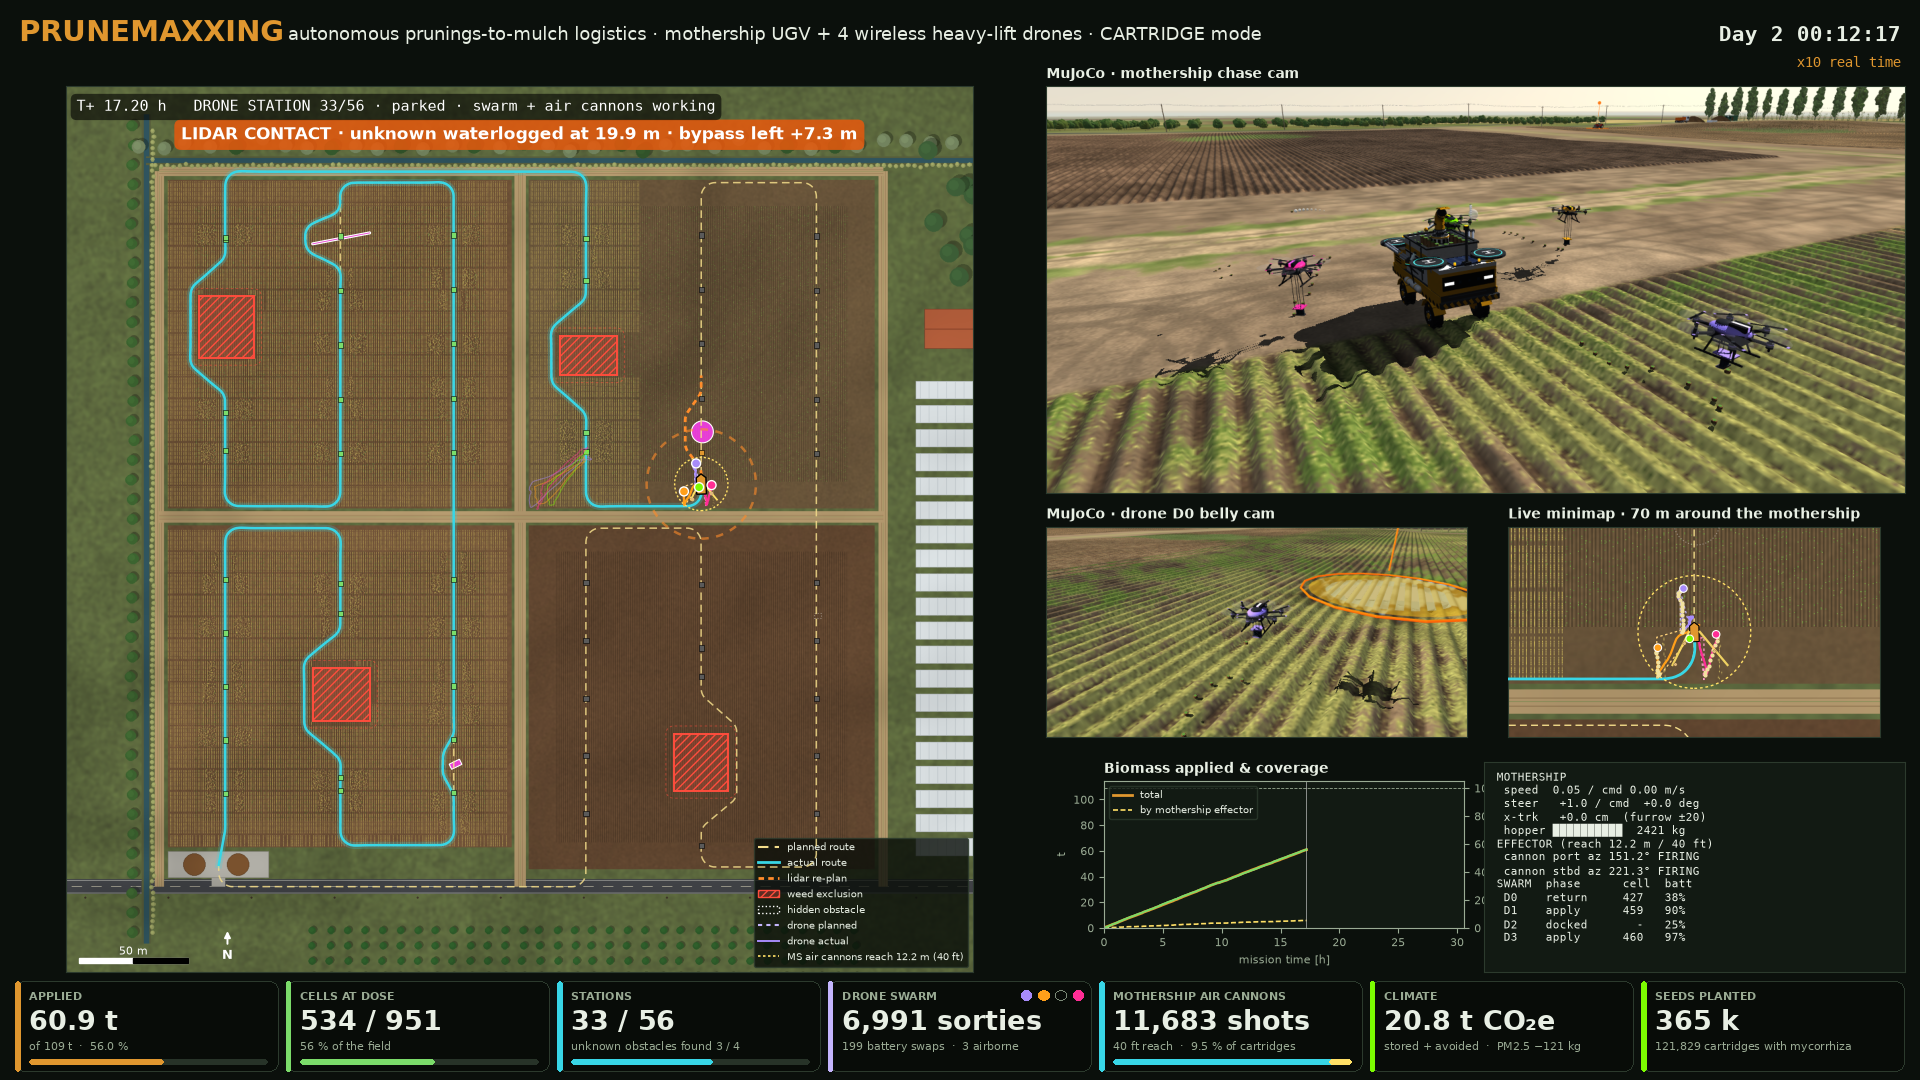 PRUNEMAXXING autonomous prunings-to-mulch logistics · mothership UGV + 4 wireless heavy-lift drones · CARTRIDGE mode
Day 2 00:12:17
x10 real time
T+ 17.20 h DRONE STATION 33/56 · parked · swarm + air cannons working
LIDAR CONTACT · unknown waterlogged at 19.9 m · bypass left +7.3 m
planned route
actual route
lidar re-plan
weed exclusion
hidden obstacle
drone planned
drone actual
MS air cannons reach 12.2 m (40 ft)
50 m
N
MuJoCo · mothership chase cam
MuJoCo · drone D0 belly cam
Live minimap · 70 m around the mothership
Biomass applied & coverage
total
by mothership effector
100
80
60
40
20
0
t
0 5 10 15 20 25 30
mission time [h]
MOTHERSHIP
speed 0.05 / cmd 0.00 m/s
steer +1.0 / cmd +0.0 deg
x-trk +0.0 cm (furrow ±20)
hopper 2421 kg
EFFECTOR (reach 12.2 m / 40 ft)
cannon port az 151.2° FIRING
cannon stbd az 221.3° FIRING
SWARM phase cell batt
D0 return 427 38%
D1 apply 459 90%
D2 docked - 25%
D3 apply 460 97%
APPLIED
60.9 t
of 109 t · 56.0 %
CELLS AT DOSE
534 / 951
56 % of the field
STATIONS
33 / 56
unknown obstacles found 3 / 4
DRONE SWARM
6,991 sorties
199 battery swaps · 3 airborne
MOTHERSHIP AIR CANNONS
11,683 shots
40 ft reach · 9.5 % of cartridges
CLIMATE
20.8 t CO₂e
stored + avoided · PM2.5 −121 kg
SEEDS PLANTED
365 k
121,829 cartridges with mycorrhiza